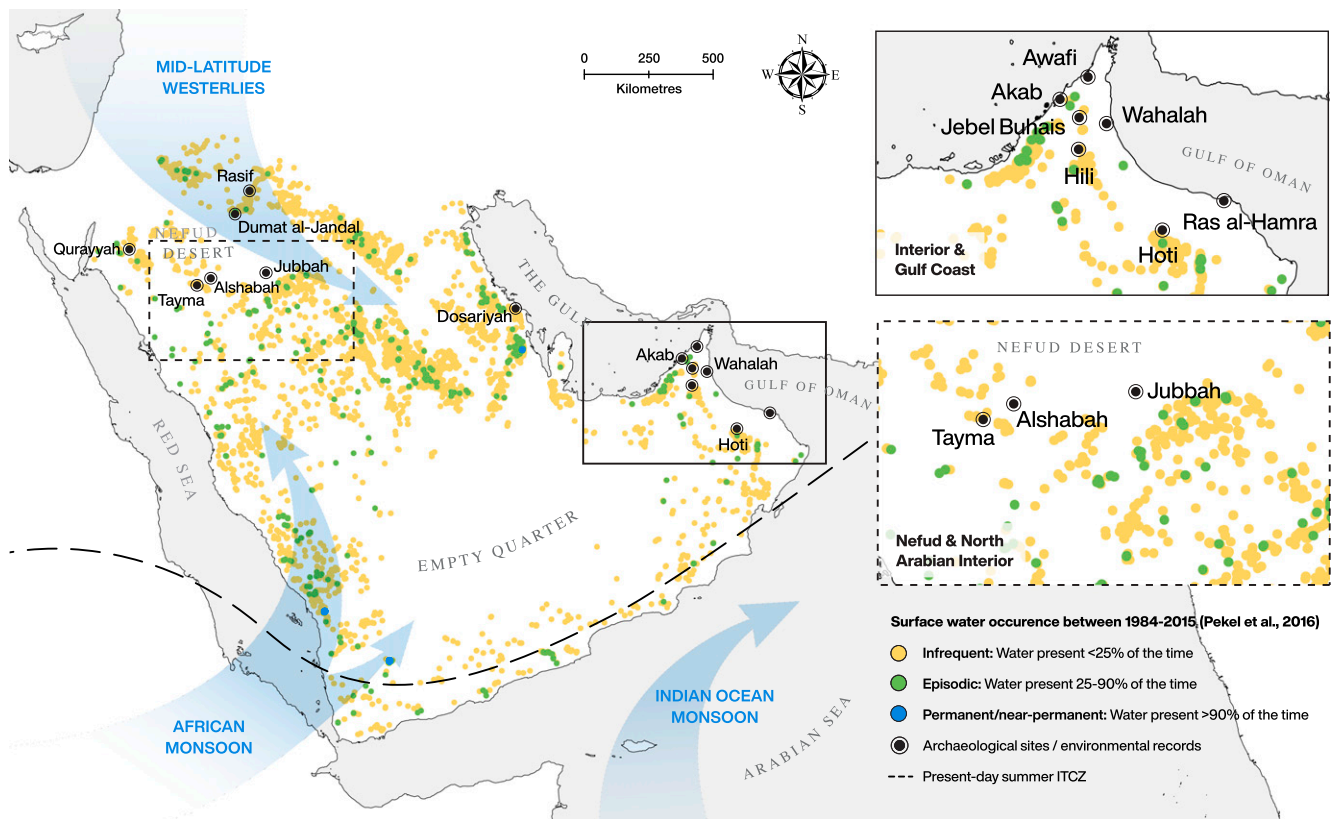 MID-LATITUDE
WESTERLIES
0 250 500
Kilometres
N
W E
S
Rasif
Dumat al-Jandal
NEFUD
DESERT
Qurayyah
Jubbah
Alshabah
Tayma
THE GULF
Dosariyah
Akab
Wahalah
GULF OF OMAN
Hoti
RED SEA
EMPTY QUARTER
AFRICAN
MONSOON
INDIAN OCEAN
MONSOON
ARABIAN SEA
Awafi
Akab
Wahalah
Jebel Buhais
GULF OF OMAN
Hili
Ras al-Hamra
Hoti
Interior &
Gulf Coast
NEFUD DESERT
Jubbah
Alshabah
Tayma
Nefud & North
Arabian Interior
Surface water occurence between 1984-2015 (Pekel et al., 2016)
Infrequent: Water present <25% of the time
Episodic: Water present 25-90% of the time
Permanent/near-permanent: Water present >90% of the time
Archaeological sites / environmental records
Present-day summer ITCZ